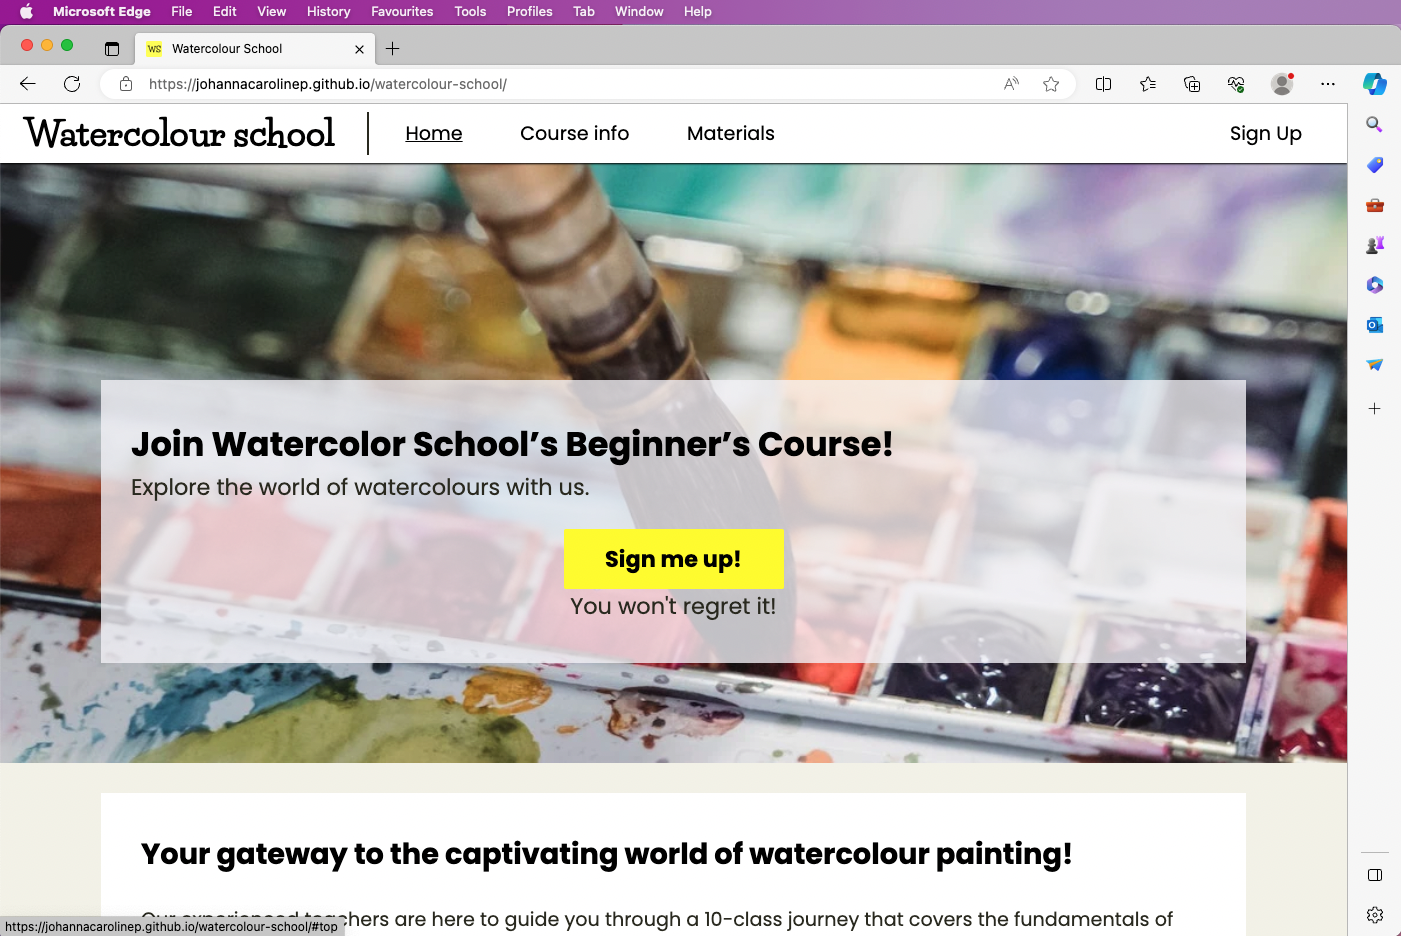 Microsoft Edge File Edit View History Favourites Tools Profiles Tab Window Help
WS Watercolour School
https://johannacarolinep.github.io/watercolour-school/
Watercolour school Home Course info Materials Sign Up
Join Watercolor School’s Beginner’s Course!
Explore the world of watercolours with us.
Sign me up!
You won't regret it!
Your gateway to the captivating world of watercolour painting!
Our experienced teachers are here to guide you through a 10-class journey that covers the fundamentals of
https://johannacarolinep.github.io/watercolour-school/#top